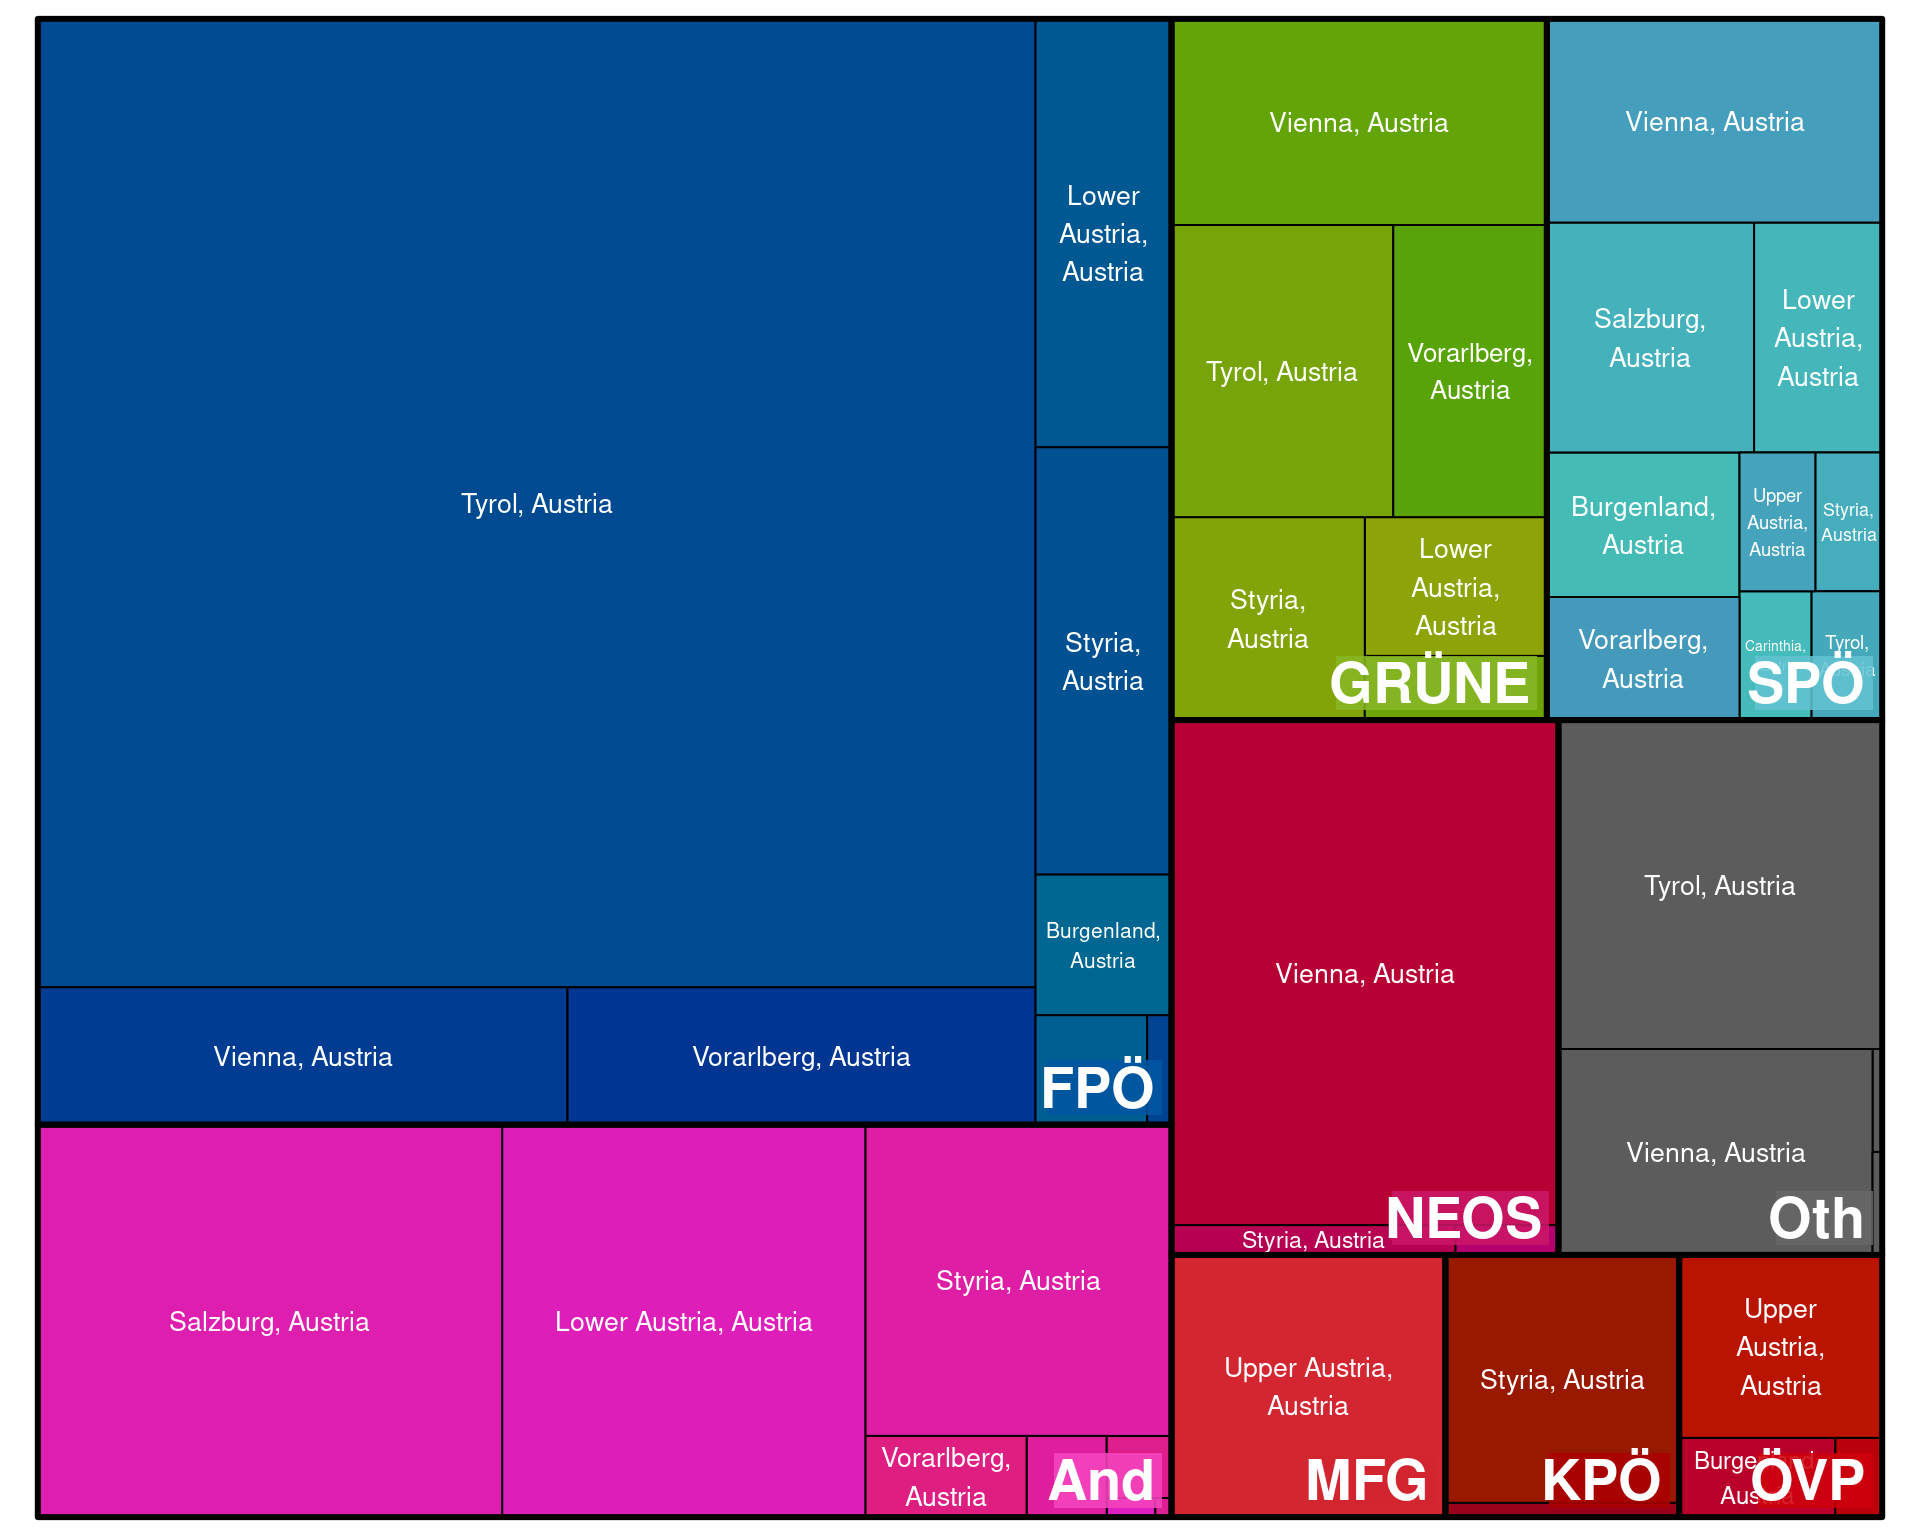 Tyrol, Austria
Lower
Austria,
Austria
Styria,
Austria
Burgenland,
Austria
Vienna, Austria
Vorarlberg, Austria
FPÖ
Salzburg, Austria
Lower Austria, Austria
Styria, Austria
Vorarlberg,
Austria
And
Vienna, Austria
Tyrol, Austria
Vorarlberg,
Austria
Styria,
Austria
Lower
Austria,
Austria
GRÜNE
Vienna, Austria
Salzburg,
Austria
Lower
Austria,
Austria
Burgenland,
Austria
Upper
Austria,
Austria
Styria,
Austria
Vorarlberg,
Austria
Carinthia,
Tyrol,
SPÖ
Vienna, Austria
Styria, Austria
NEOS
Tyrol, Austria
Vienna, Austria
Oth
Upper Austria,
Austria
MFG
Styria, Austria
KPÖ
Upper
Austria,
Austria
ÖVP